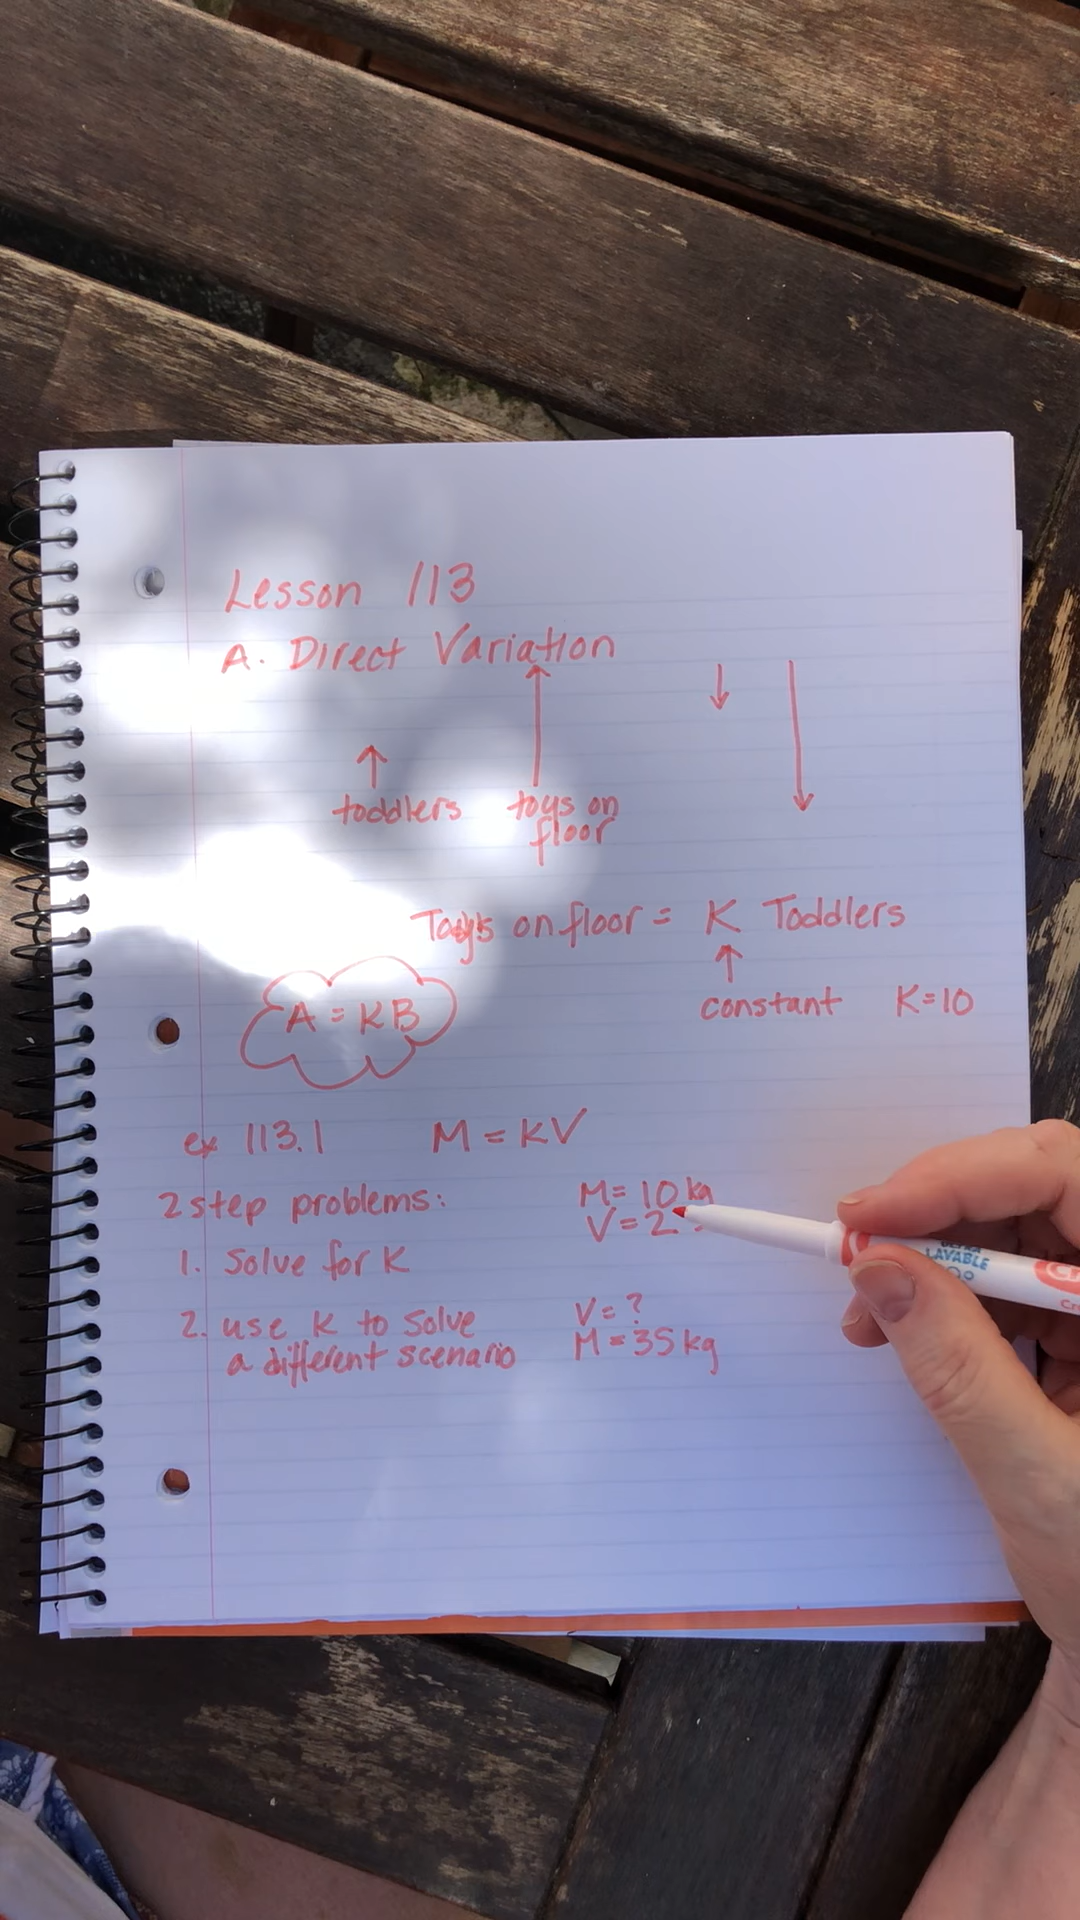 Lesson 113
A. Direct Variation
toddlers toys on
floor
Toys on floor = K Toddlers
constant K=10
A = KB
ex 113.1 M = KV
2 step problems:
M= 10 kg
V = 2
1. Solve for K
2. use K to solve
a different scenario
V = ?
M = 35 kg
LAVABLE